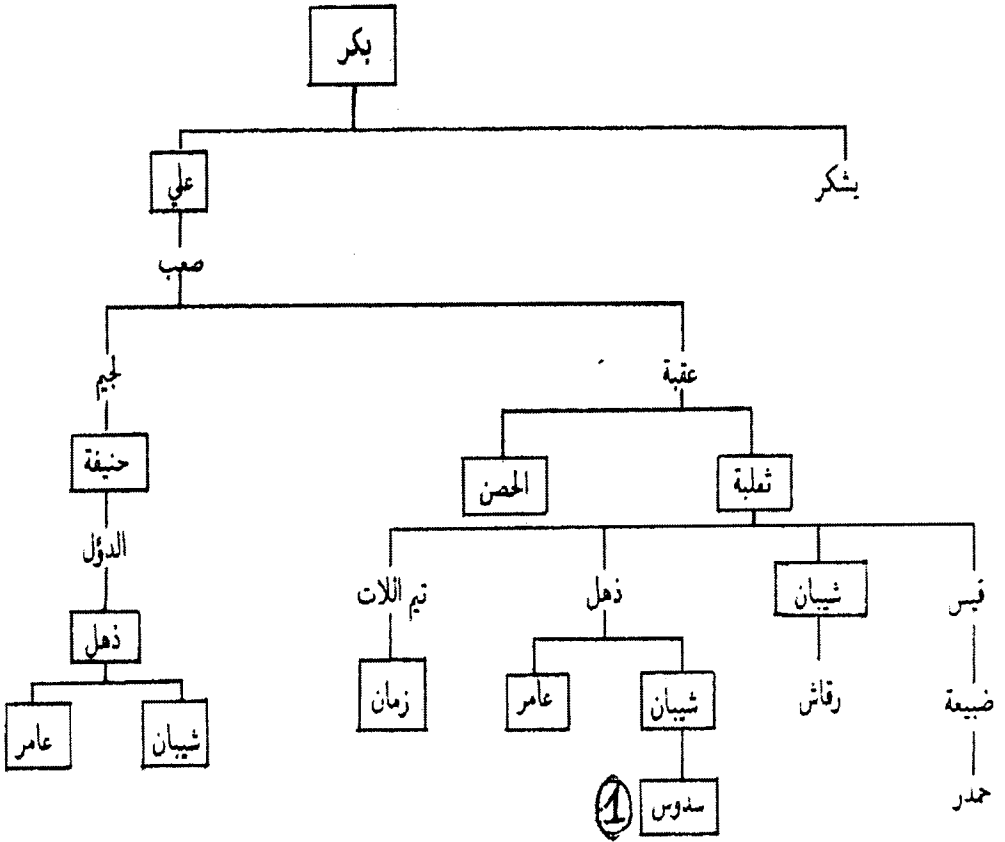 بكر
يشكر
علي
صعب
عقبة
لجيم
ثعلبة
الحصن
حنيفة
قيس
شيبان
ذهل
تيم اللات
الدؤل
ضبيعة
رقاش
شيبان
عامر
زمان
ذهل
شيبان
عامر
حمدر
سدوس
1